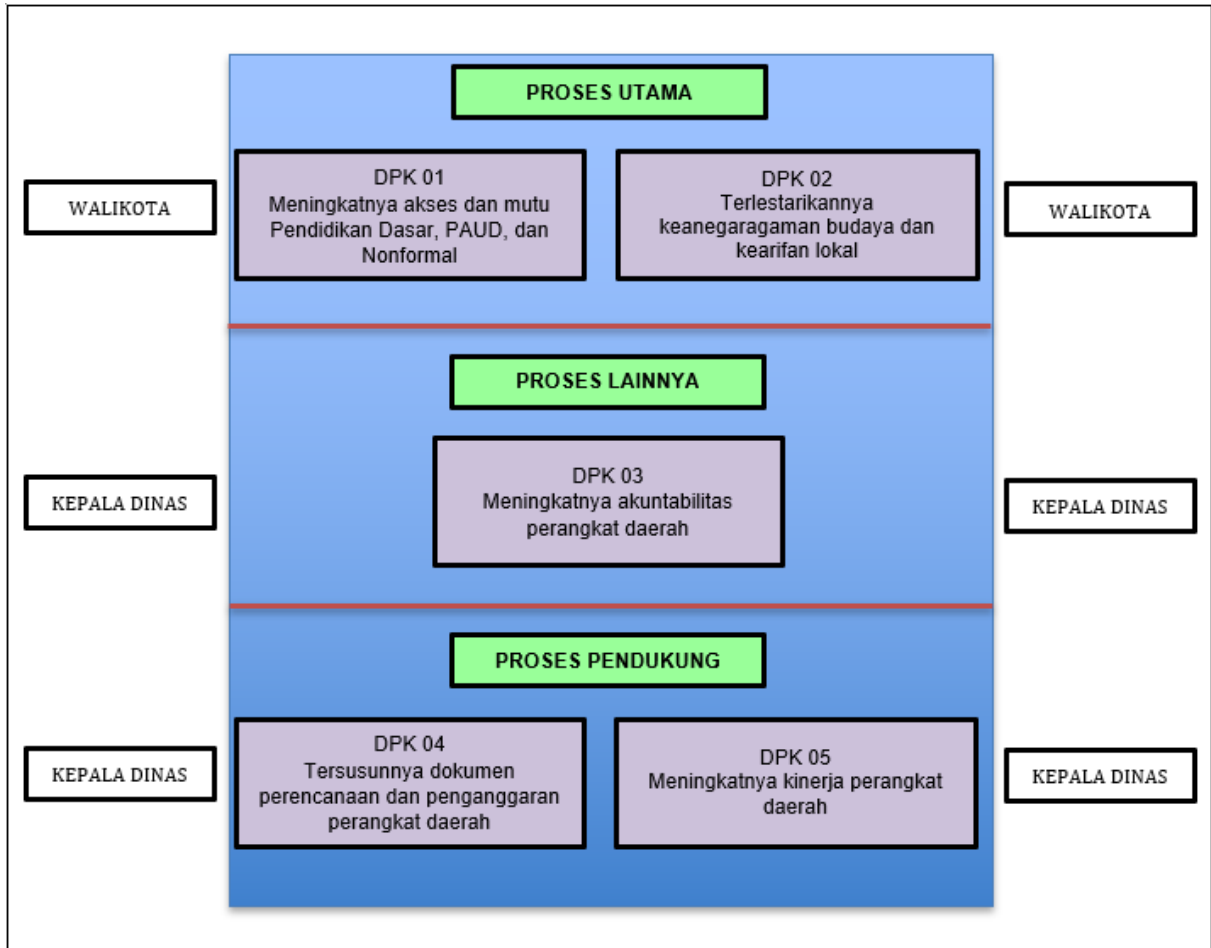 PROSES UTAMA
WALIKOTA
DPK 01
Meningkatnya akses dan mutu
Pendidikan Dasar, PAUD, dan
Nonformal
DPK 02
Terlestarikannya
keanegaragaman budaya dan
kearifan lokal
WALIKOTA
PROSES LAINNYA
KEPALA DINAS
DPK 03
Meningkatnya akuntabilitas
perangkat daerah
KEPALA DINAS
PROSES PENDUKUNG
KEPALA DINAS
DPK 04
Tersusunnya dokumen
perencanaan dan penganggaran
perangkat daerah
DPK 05
Meningkatnya kinerja perangkat
daerah
KEPALA DINAS